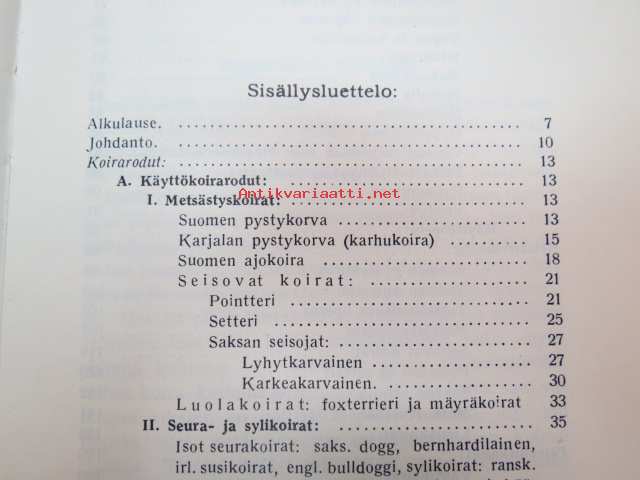 Sisällysluettelo:
Alkulause. 7
Johdanto. 10
Koirarodut: 13
A. Käyttökoirarodut: 13
Antikvariaatti.net
I. Metsästyskoirat: 13
Suomen pystykorva 13
Karjalan pystykorva (karhukoira) 15
Suomen ajokoira 18
Seisovat koirat: 21
Pointteri 21
Setteri 25
Saksan seisojat: 27
Lyhytkarvainen 27
Karkeakarvainen. 30
Luolakoirat: foxterrieri ja mäyräkoirat 33
II. Seura- ja sylikoirat: 35
Isot seurakoirat: saks. dogg, bernhardilainen,
irl. susikoirat, engl. bulldoggi, sylikoirat: ransk.